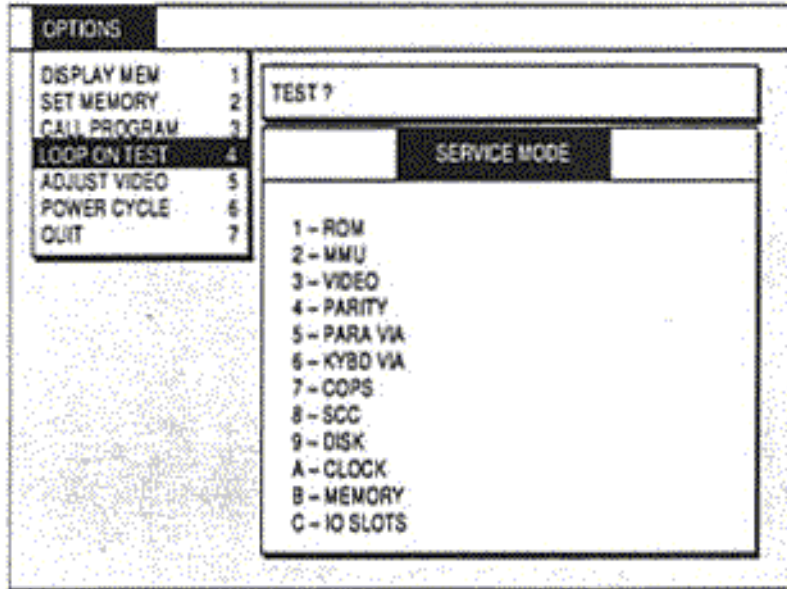 OPTIONS
DISPLAY MEM 1
SET MEMORY 2
CALL PROGRAM 3
LOOP ON TEST 4
ADJUST VIDEO 5
POWER CYCLE 6
QUIT 7
TEST ?
SERVICE MODE
1 – ROM
2 – MMU
3 – VIDEO
4 – PARITY
5 – PARA VIA
6 – KYBD VIA
7 – COPS
8 – SCC
9 – DISK
A – CLOCK
B – MEMORY
C – IO SLOTS